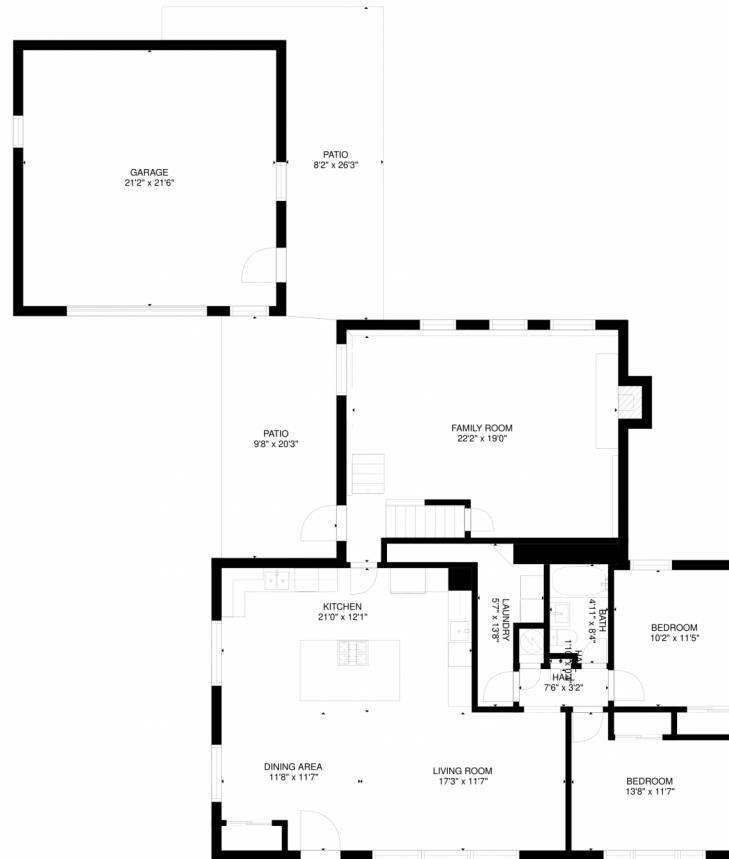 PATIO
8'2" x 26'3"
GARAGE
21'2" x 21'6"
FAMILY ROOM
22'2" x 19'0"
PATIO
9'8" x 20'3"
KITCHEN
21'0" x 12'1"
LAUNDRY
5'7" x 13'8"
BATH
4'11" x 8'4"
BEDROOM
10'2" x 11'5"
HALL
7'6" x 3'2"
DINING AREA
11'8" x 11'7"
LIVING ROOM
17'3" x 11'7"
BEDROOM
13'8" x 11'7"